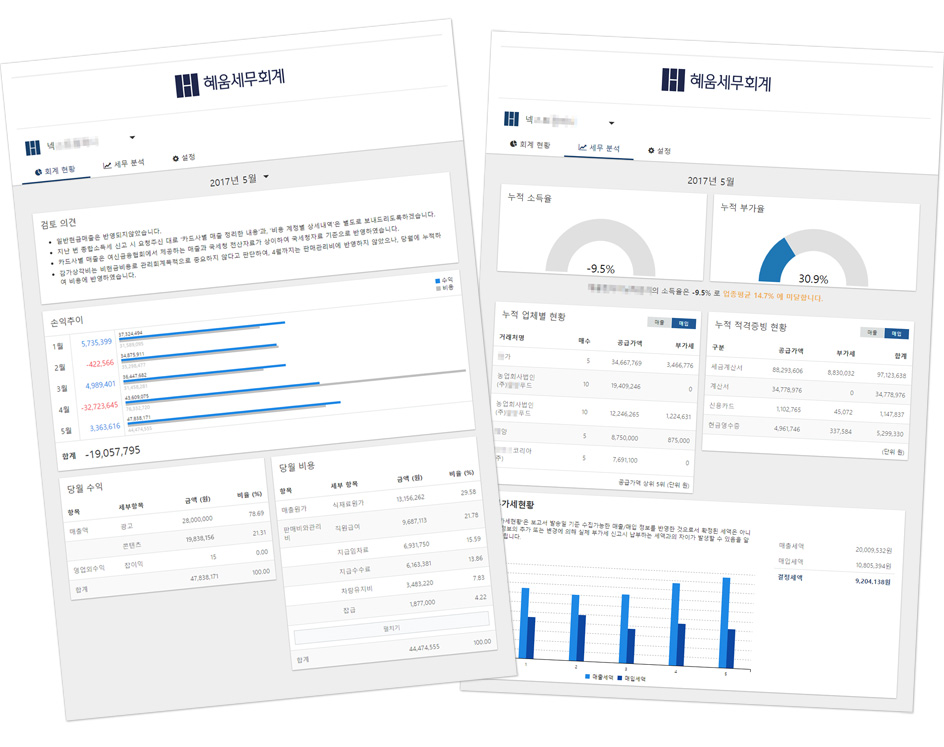 혜움세무회계
넥
회계 현황 세무 분석 설정
2017년 5월
검토 의견
일반현금매출은 반영되지않았습니다.
지난 번 종합소득세 신고 시 요청주신 대로 '카드사별 매출 정리한 내용'과, '비용 계정별 상세내역'은 별도로 보내드리도록하겠습니다.
카드사별 매출은 여신금융협회에서 제공하는 매출과 국세청 전산자료가 상이하여 국세청자료 기준으로 반영하였습니다.
감가상각비는 비현금비용로 관리회계목적으로 중요하지 않다고 판단하여, 4월까지는 판매관리비에 반영하지 않았으나, 당월에 누적하
여 비용에 반영하였습니다.
손익추이
수익
비용
1월 5,735,399 57,324,494
2월 -422,566 54,875,911
3월 4,989,401
4월 -32,723,645 43,609,075
5월 3,363,616 47,838,171
44,474,555
합계 -19,057,795
당월 수익
항목 세부항목 금액 (원) 비율 (%)
매출액 광고 28,000,000 78.69
콘텐츠 19,838,156 21.31
영업외수익 잡이익 15 0.00
합계 47,838,171 100.00
당월 비용
항목 세부 항목 금액 (원) 비율 (%)
매출원가 식재료원가 13,156,262 29.58
판매비와관리
비 직원급여 9,687,113 21.78
지급임차료 6,931,750 15.59
지급수수료 6,163,381 13.86
차량유지비 3,483,220 7.83
잡급 1,877,000 4.22
펼치기
합계 44,474,555 100.00
혜움세무회계
넥
회계 현황 세무 분석 설정
2017년 5월
누적 소득율
-9.5%
누적 부가율
30.9%
의 소득율은 -9.5% 로 업종평균 14.7% 에 미달합니다.
누적 업체별 현황
매출 매입
거래처명 매수 공급가액 부가세
5 34,667,769 3,466,776
농업회사법인
(주) 푸드 10 19,409,246 0
농업회사법인
(주) 푸드 10 12,246,265 1,224,631
5 8,750,000 875,000
코리아
(주) 5 7,691,100 0
공급가액 상위 5위 (단위 원)
누적 적격증빙 현황
매출 매입
구분 공급가액 부가세 합계
세금계산서 88,293,606 8,830,032 97,123,638
계산서 34,778,976 0 34,778,976
신용카드 1,102,765 45,072 1,147,837
현금영수증 4,961,746 337,584 5,299,330
(단위 원)
가세현황
가세현황'은 보고서 발송일 기준 수집가능한 매출/매입 정보를 반영한 것으로서 확정된 세액은 아니
정보의 추가 또는 변경에 의해 실제 부가세 신고시 납부하는 세액과의 차이가 발생할 수 있음을 알
립니다.
매출세액 20,009,532원
매입세액 10,805,394원
결정세액 9,204,138원
1 2 3 4 5
매출세액 매입세액